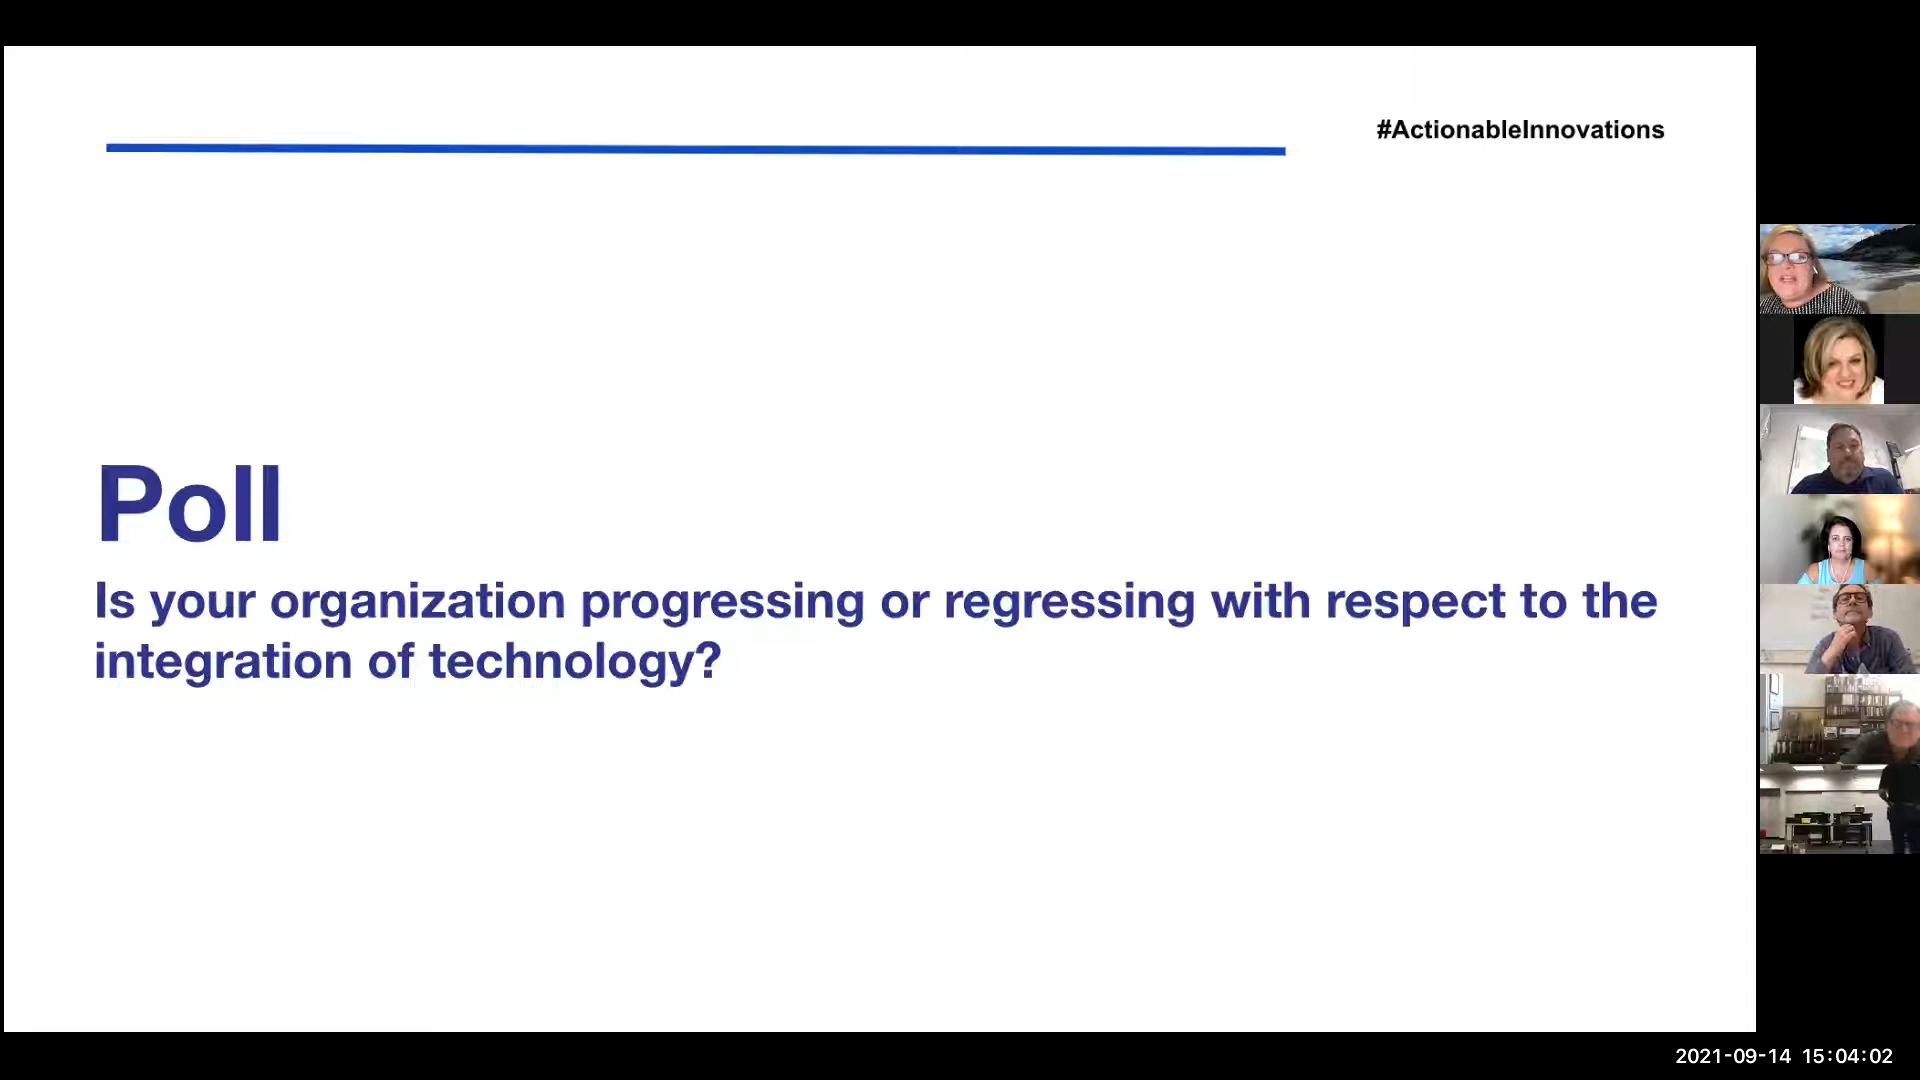 #ActionableInnovations
Poll
Is your organization progressing or regressing with respect to the
integration of technology?
2021-09-14 15:04:02